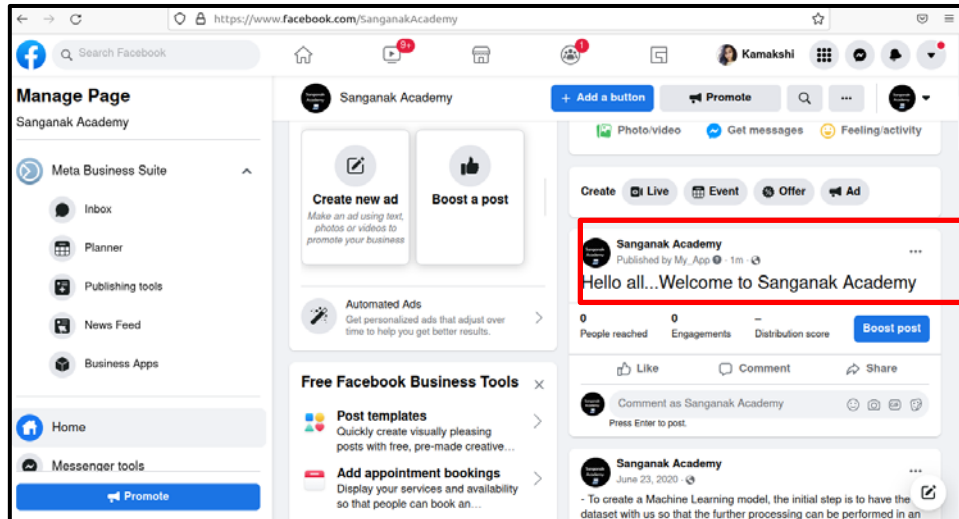 https://www.facebook.com/SanganakAcademy
Search Facebook
9+
1
Kamakshi
Manage Page
Sanganak Academy
Meta Business Suite
Inbox
Planner
Publishing tools
News Feed
Business Apps
Home
Messenger tools
Promote
Sanganak Academy
+ Add a button
Promote
Create new ad
Make an ad using text,
photos or videos to
promote your business
Boost a post
Automated Ads
Get personalized ads that adjust over
time to help you get better results.
Free Facebook Business Tools
Post templates
Quickly create visually pleasing
posts with free, pre-made creative...
Add appointment bookings
Display your services and availability
so that people can book an...
Photo/video Get messages Feeling/activity
Create Live Event Offer Ad
Sanganak Academy
Published by My_App · 1m ·
Hello all...Welcome to Sanganak Academy
0 0 –
People reached Engagements Distribution score
Boost post
Like Comment Share
Comment as Sanganak Academy
GIF
Press Enter to post.
Sanganak Academy
June 23, 2020 ·
- To create a Machine Learning model, the initial step is to have the
dataset with us so that the further processing can be performed in an